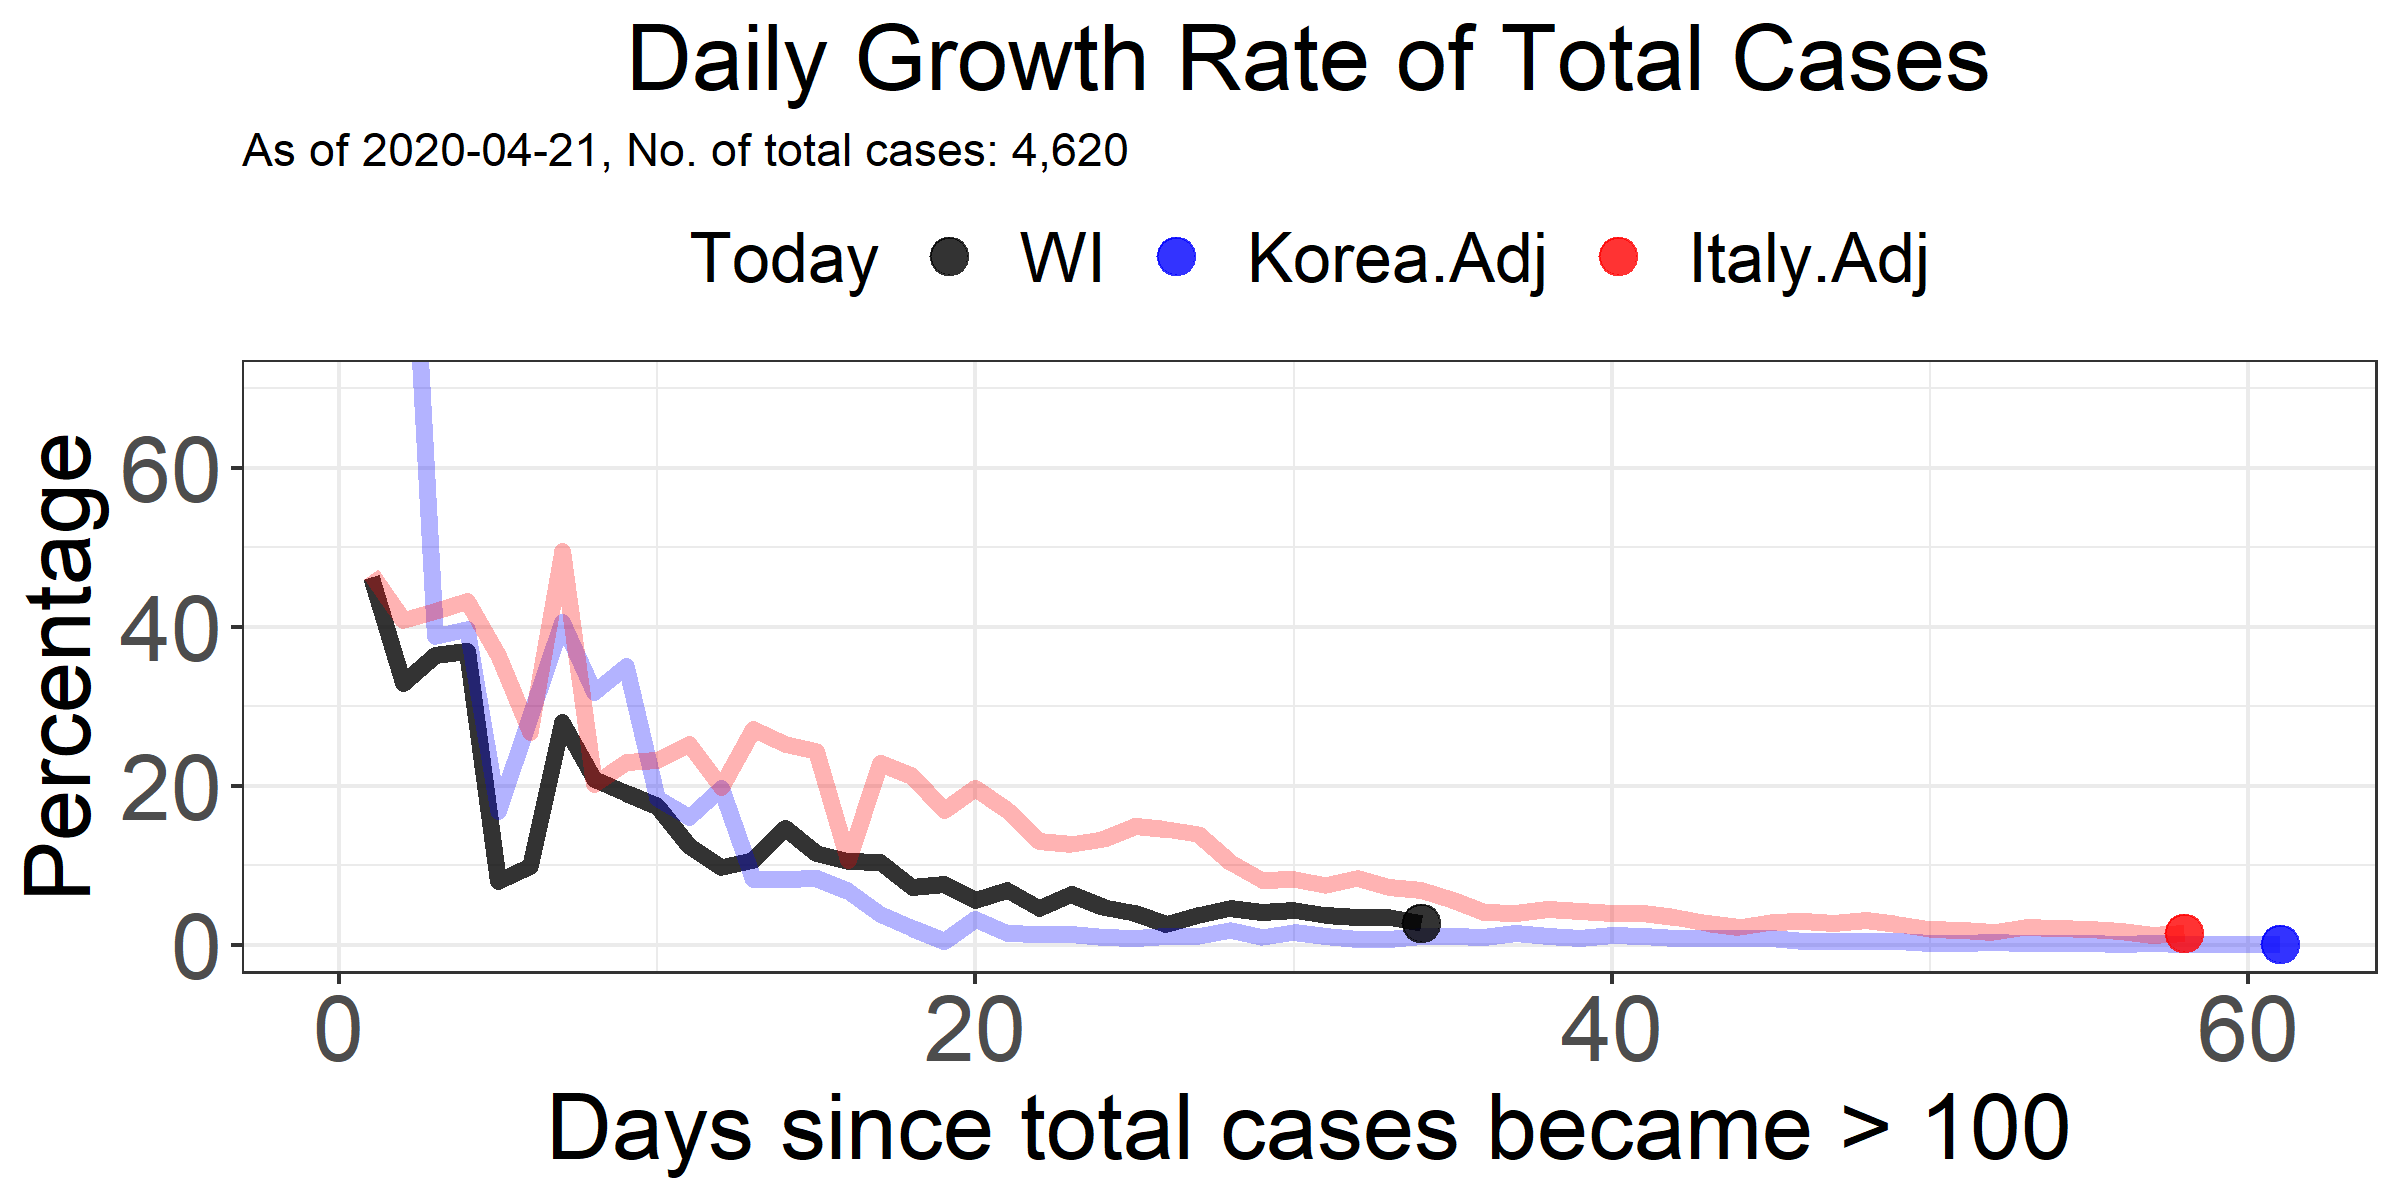 Daily Growth Rate of Total Cases
As of 2020-04-21, No. of total cases: 4,620
Today WI Korea.Adj Italy.Adj
Percentage
60
40
20
0
0 20 40 60
Days since total cases became > 100